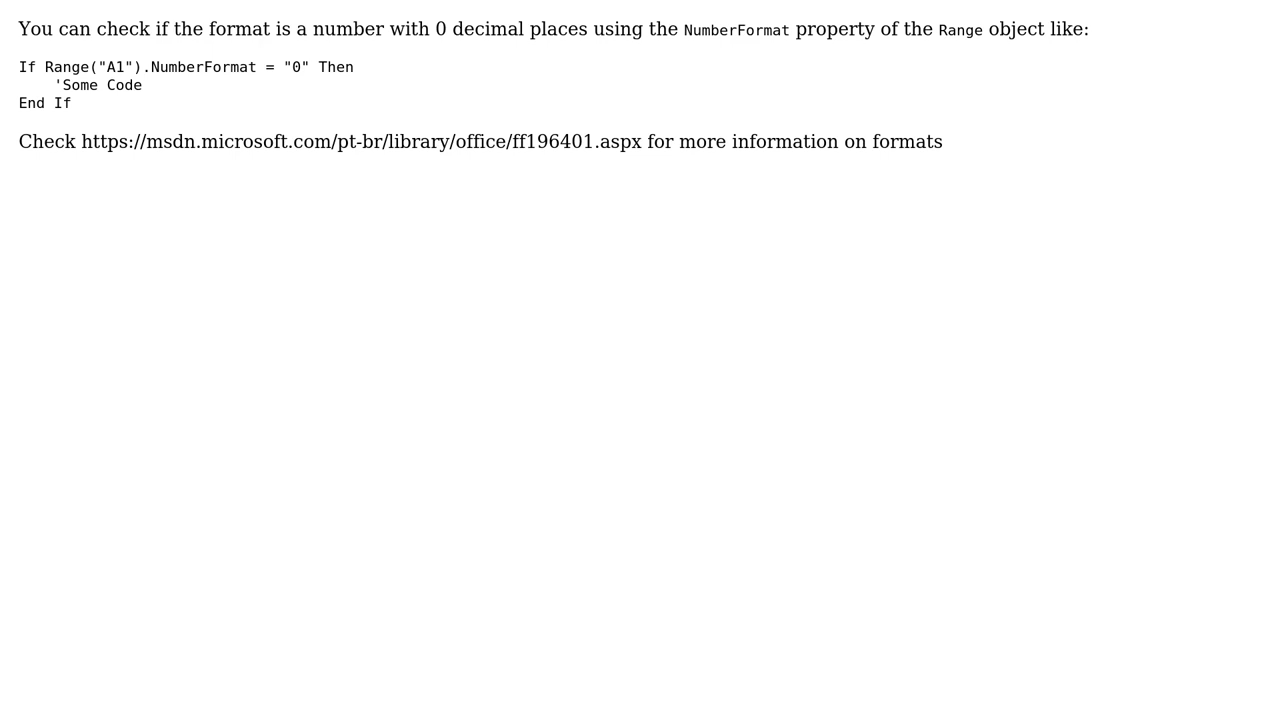 You can check if the format is a number with 0 decimal places using the NumberFormat property of the Range object like:
If Range("A1").NumberFormat = "0" Then
    'Some Code
End If
Check https://msdn.microsoft.com/pt-br/library/office/ff196401.aspx for more information on formats